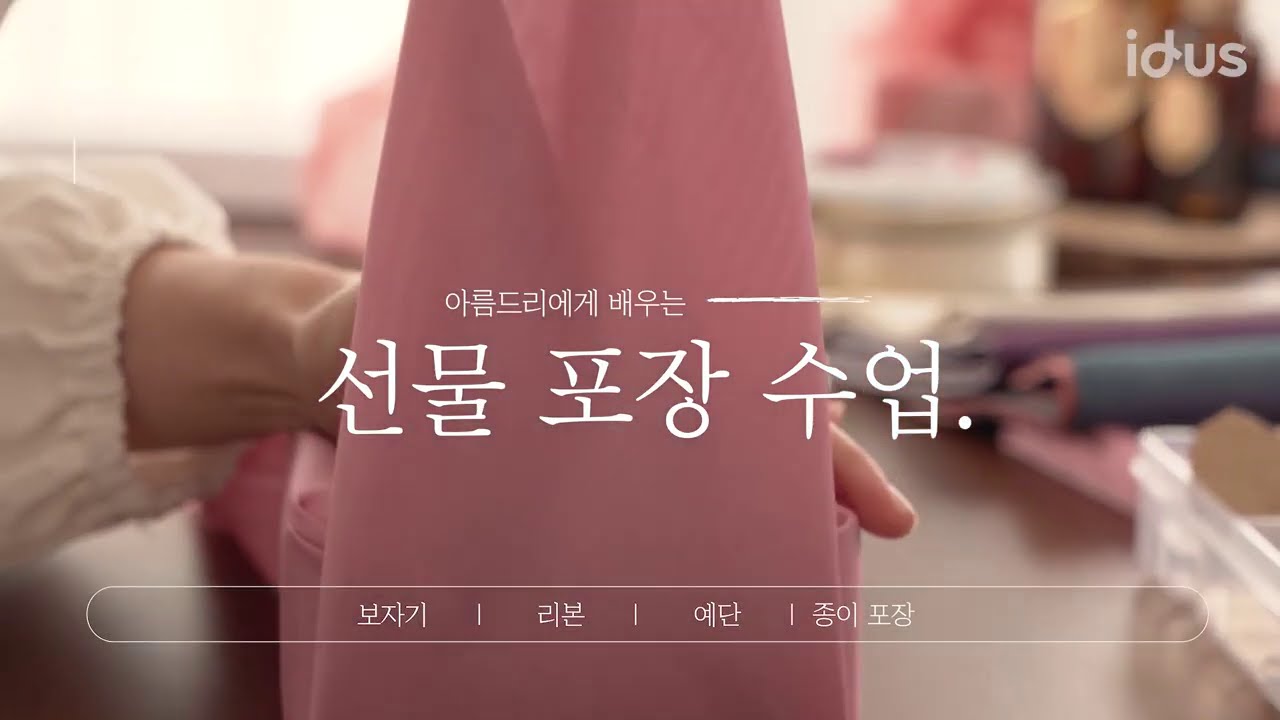 idus
아름드리에게 배우는
선물 포장 수업.
보자기 | 리본 | 예단 | 종이 포장